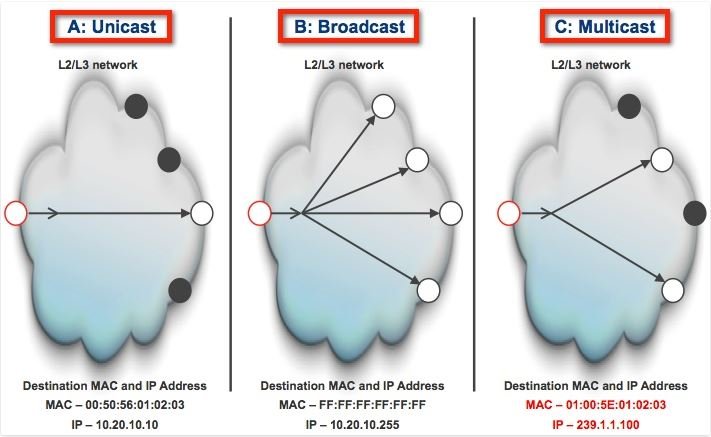 A: Unicast
L2/L3 network
Destination MAC and IP Address
MAC – 00:50:56:01:02:03
IP – 10.20.10.10
B: Broadcast
L2/L3 network
Destination MAC and IP Address
MAC – FF:FF:FF:FF:FF:FF
IP – 10.20.10.255
C: Multicast
L2/L3 network
Destination MAC and IP Address
MAC – 01:00:5E:01:02:03
IP – 239.1.1.100